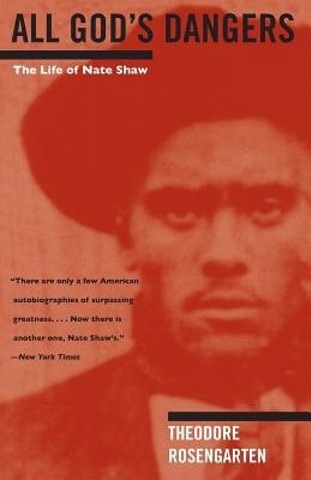 ALL GOD'S DANGERS
The Life of Nate Shaw
"There are only a few American
autobiographies of surpassing
greatness. . . . Now there is
another one, Nate Shaw's."
—New York Times
THEODORE
ROSENGARTEN